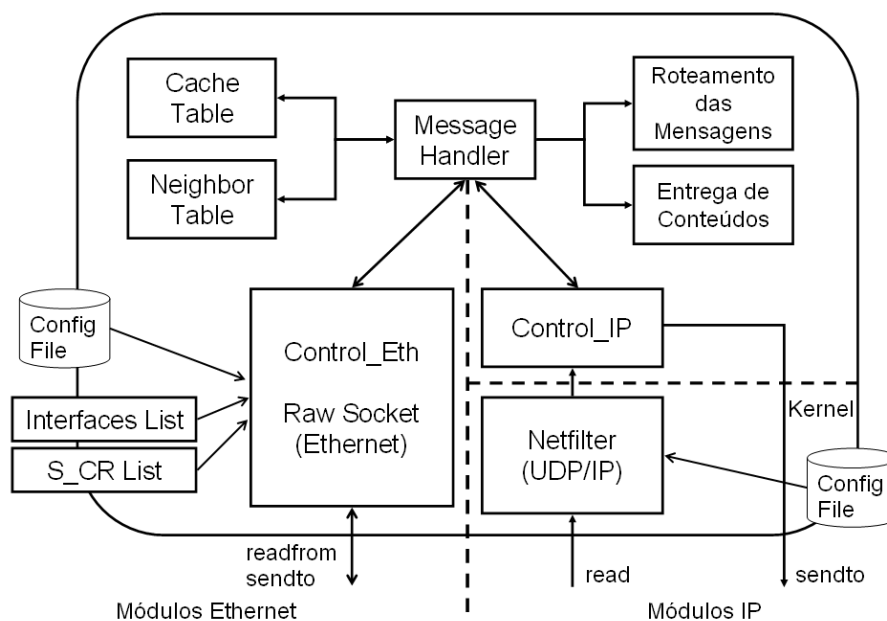 Cache
Table
Neighbor
Table
Message
Handler
Roteamento
das
Mensagens
Entrega de
Conteúdos
Config
File
Interfaces List
S_CR List
Control_Eth
Raw Socket
(Ethernet)
Control_IP
Kernel
Netfilter
(UDP/IP)
Config
File
readfrom
sendto
read
sendto
Módulos Ethernet
Módulos IP